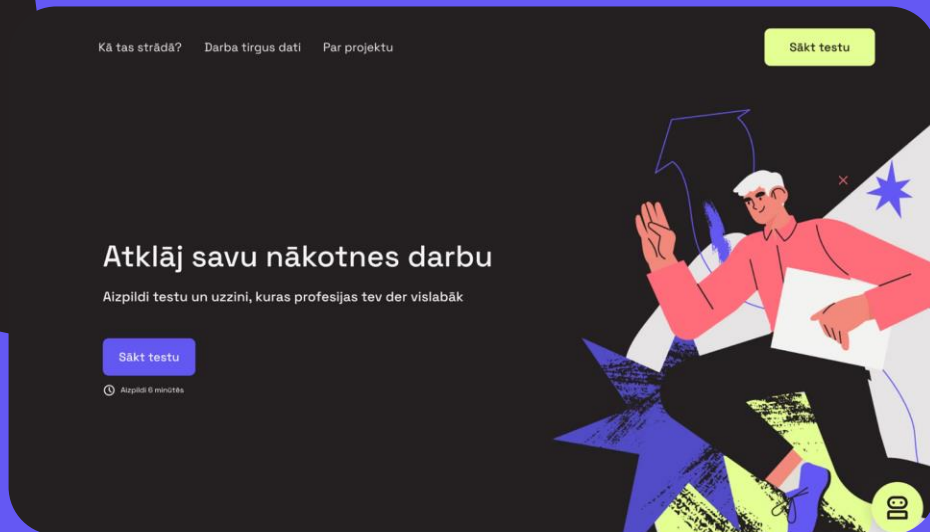 Kā tas strādā?
Darba tirgus dati
Par projektu
Sākt testu
Atklāj savu nākotnes darbu
Aizpildi testu un uzzini, kuras profesijas tev der vislabāk
Sākt testu
Aizpildi 6 minūtēs